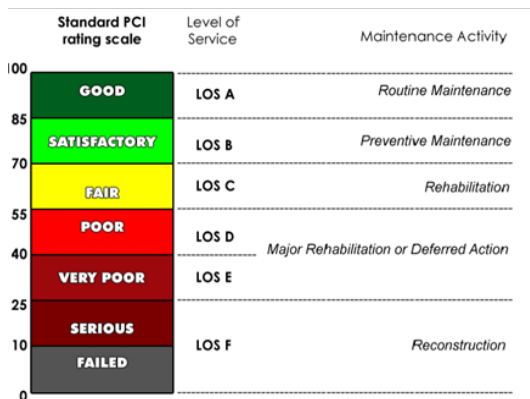 Standard PCI
rating scale
Level of
Service
Maintenance Activity
100
GOOD
LOS A
Routine Maintenance
85
SATISFACTORY
LOS B
Preventive Maintenance
70
FAIR
LOS C
Rehabilitation
55
POOR
LOS D
Major Rehabilitation or Deferred Action
40
VERY POOR
LOS E
25
SERIOUS
10
LOS F
Reconstruction
FAILED
0